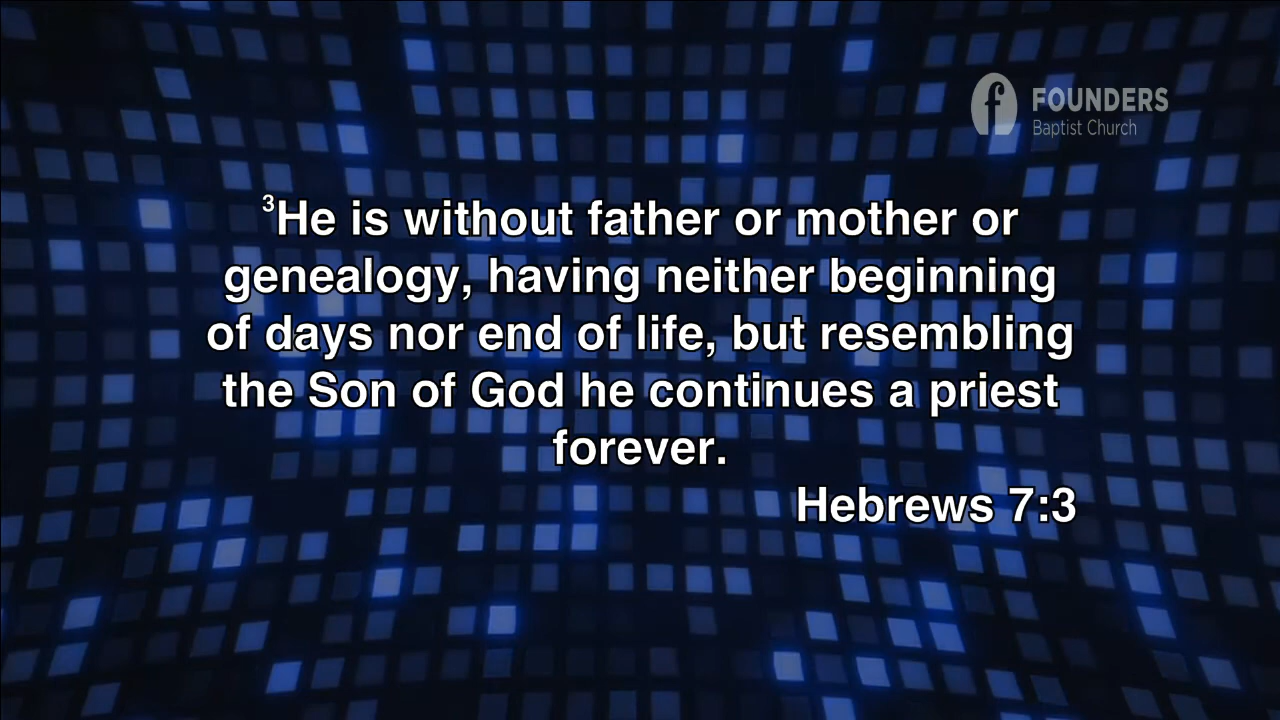 FOUNDERS
Baptist Church
³He is without father or mother or
genealogy, having neither beginning
of days nor end of life, but resembling
the Son of God he continues a priest
forever.
Hebrews 7:3